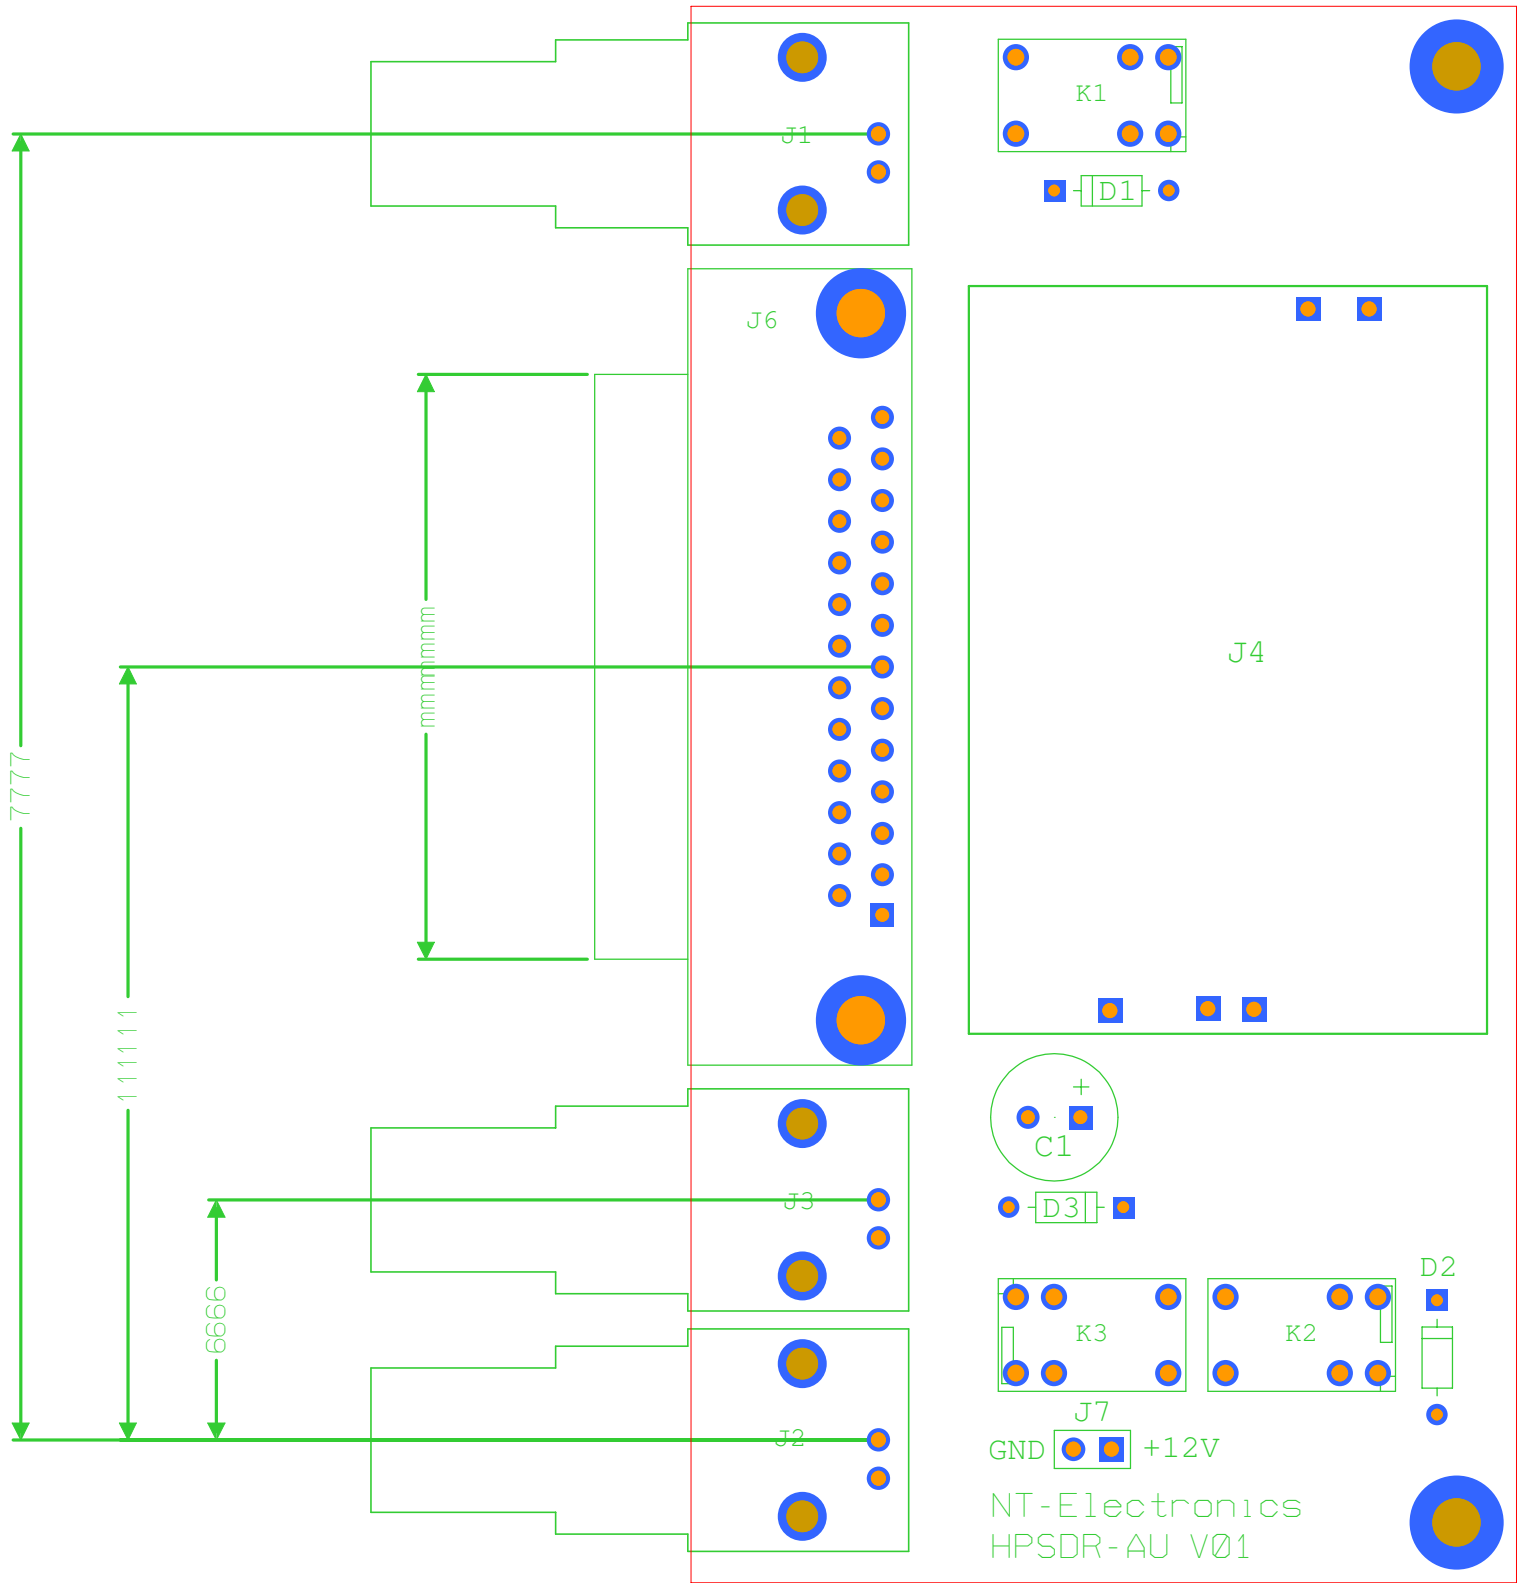 K1
J1
D1
J6
J4
mmmmmmm
7777
111111
C1
+
J3
D3
D2
6666
K3
K2
J7
J2
GND
+12V
NT-Electronics
HPSDR-AU V01